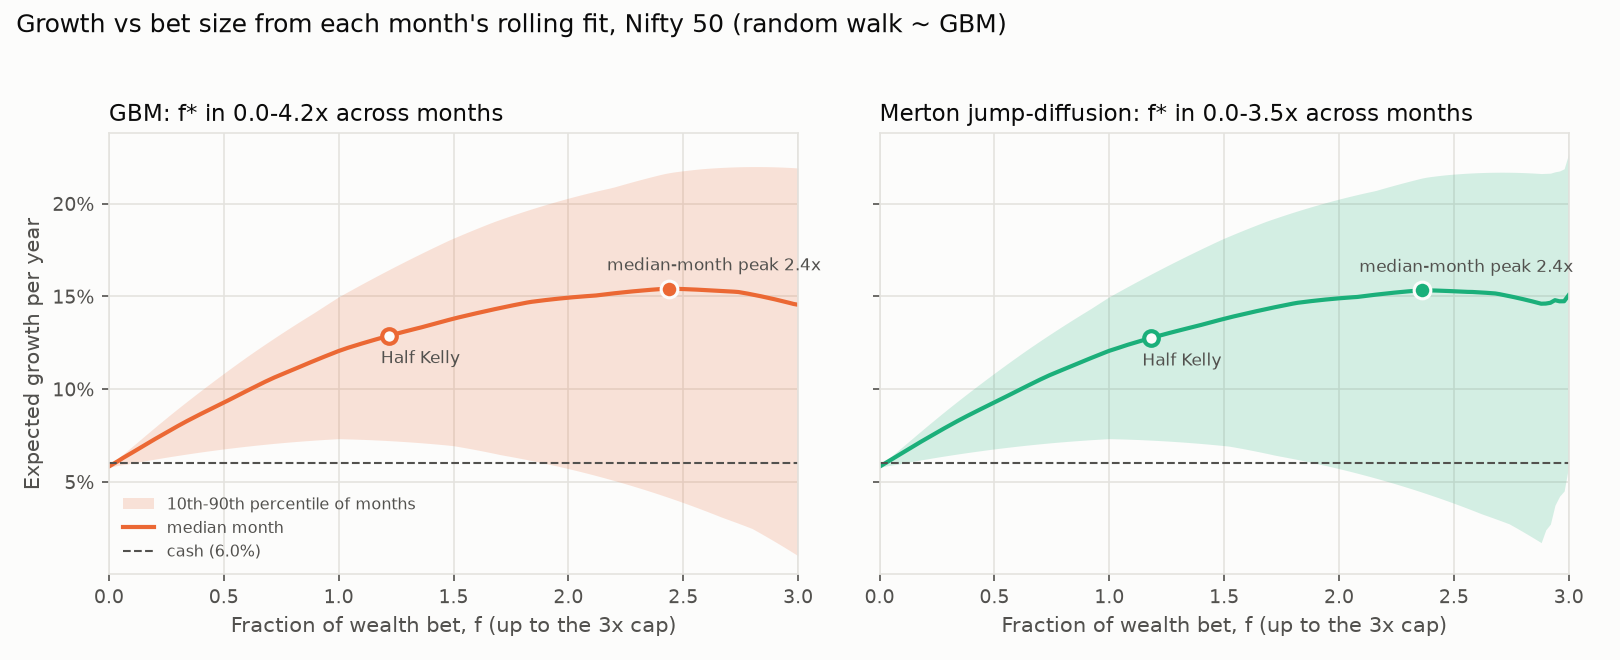 Growth vs bet size from each month's rolling fit, Nifty 50 (random walk ~ GBM)
GBM: f* in 0.0-4.2x across months
Expected growth per year
20%
15%
10%
5%
median-month peak 2.4x
Half Kelly
10th-90th percentile of months
median month
cash (6.0%)
0.0 0.5 1.0 1.5 2.0 2.5 3.0
Fraction of wealth bet, f (up to the 3x cap)
Merton jump-diffusion: f* in 0.0-3.5x across months
median-month peak 2.4x
Half Kelly
0.0 0.5 1.0 1.5 2.0 2.5 3.0
Fraction of wealth bet, f (up to the 3x cap)